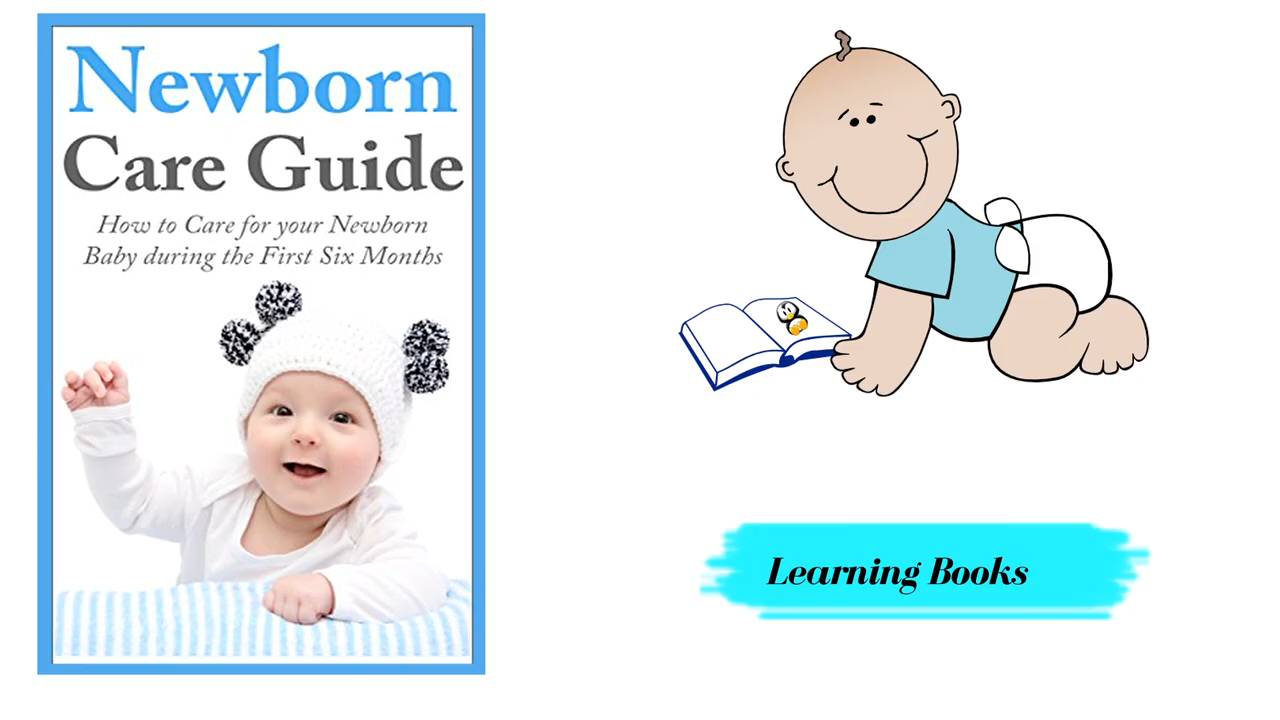 Newborn
Care Guide
How to Care for your Newborn
Baby during the First Six Months
Learning Books